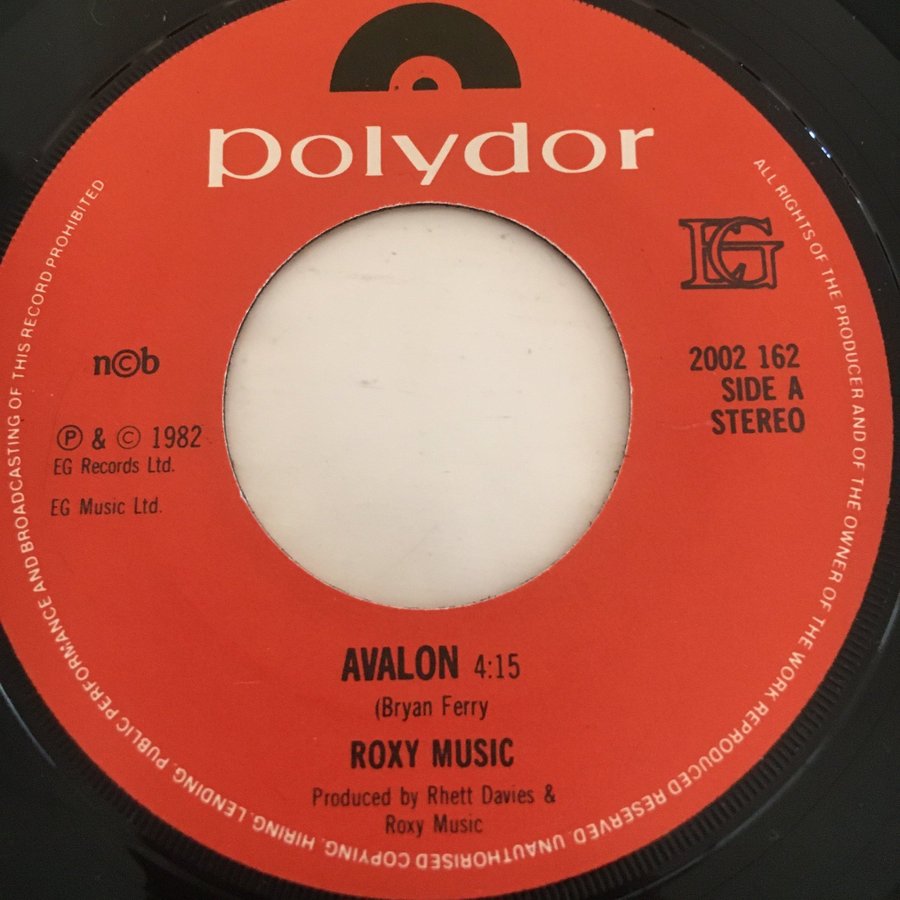 polydor
EG
n©b
2002 162
SIDE A
STEREO
℗ & © 1982
EG Records Ltd.
EG Music Ltd.
AVALON 4:15
(Bryan Ferry
ROXY MUSIC
Produced by Rhett Davies &
Roxy Music
ALL RIGHTS OF THE PRODUCER AND OF THE OWNER OF THE WORK REPRODUCED RESERVED. UNAUTHORISED COPYING, HIRING, LENDING, PUBLIC PERFORMANCE AND BROADCASTING OF THIS RECORD PROHIBITED